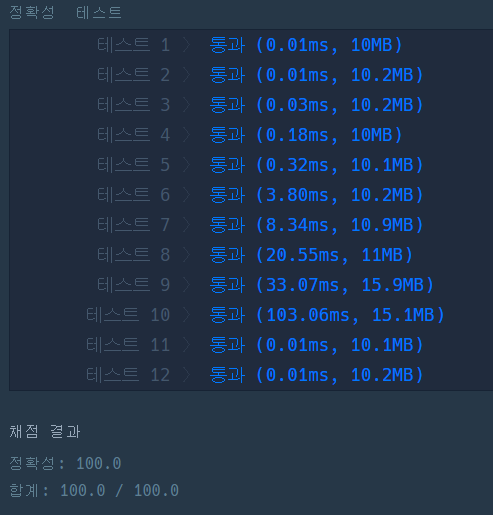 정확성 테스트
테스트 1 〉 통과 (0.01ms, 10MB)
테스트 2 〉 통과 (0.01ms, 10.2MB)
테스트 3 〉 통과 (0.03ms, 10.2MB)
테스트 4 〉 통과 (0.18ms, 10MB)
테스트 5 〉 통과 (0.32ms, 10.1MB)
테스트 6 〉 통과 (3.80ms, 10.2MB)
테스트 7 〉 통과 (8.34ms, 10.9MB)
테스트 8 〉 통과 (20.55ms, 11MB)
테스트 9 〉 통과 (33.07ms, 15.9MB)
테스트 10 〉 통과 (103.06ms, 15.1MB)
테스트 11 〉 통과 (0.01ms, 10.1MB)
테스트 12 〉 통과 (0.01ms, 10.2MB)
채점 결과
정확성: 100.0
합계: 100.0 / 100.0